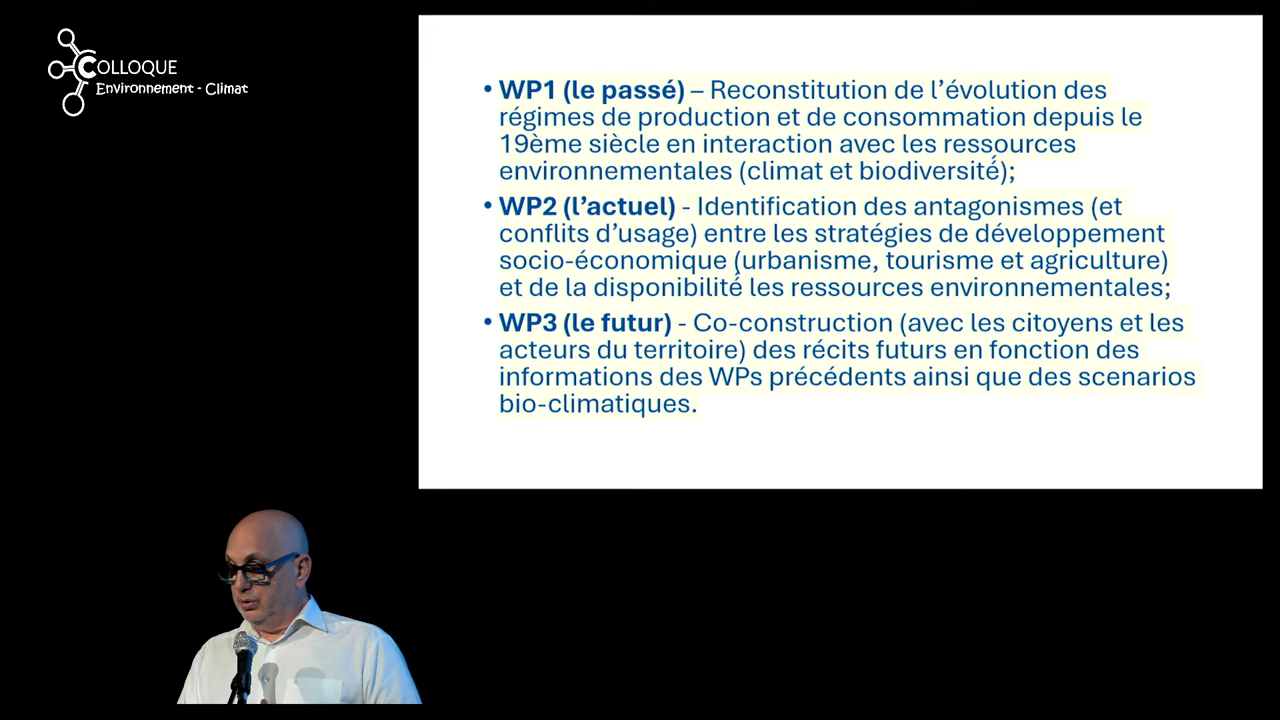 COLLOQUE
Environnement - Climat
• WP1 (le passé) – Reconstitution de l’évolution des
régimes de production et de consommation depuis le
19ème siècle en interaction avec les ressources
environnementales (climat et biodiversité);
• WP2 (l’actuel) - Identification des antagonismes (et
conflits d’usage) entre les stratégies de développement
socio-économique (urbanisme, tourisme et agriculture)
et de la disponibilité les ressources environnementales;
• WP3 (le futur) - Co-construction (avec les citoyens et les
acteurs du territoire) des récits futurs en fonction des
informations des WPs précédents ainsi que des scenarios
bio-climatiques.